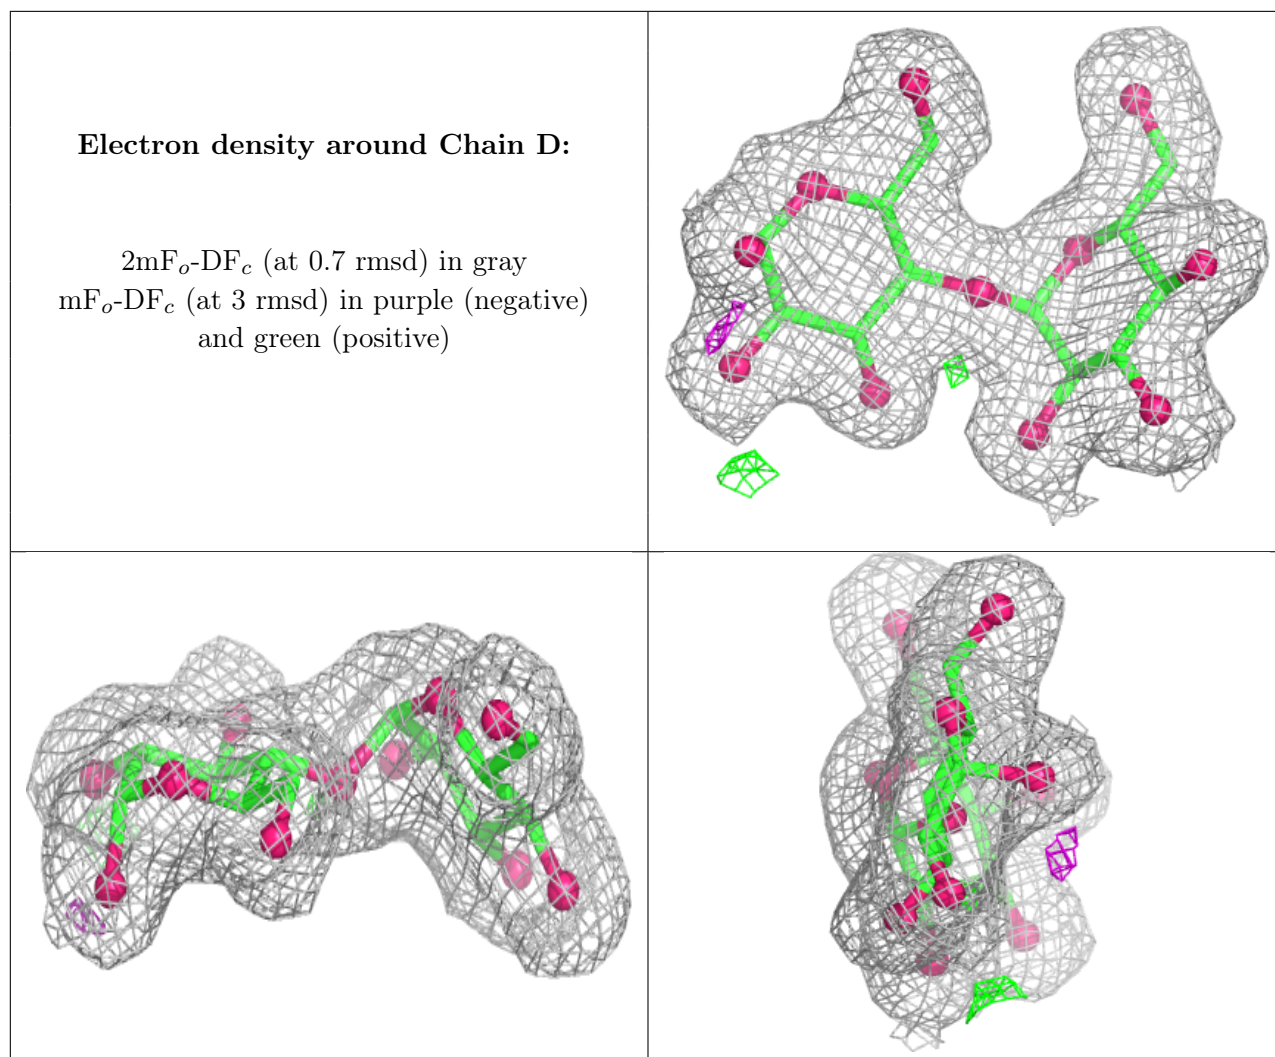 Electron density around Chain D:
2mFₒ-DF𝒸 (at 0.7 rmsd) in gray
mFₒ-DF𝒸 (at 3 rmsd) in purple (negative)
and green (positive)